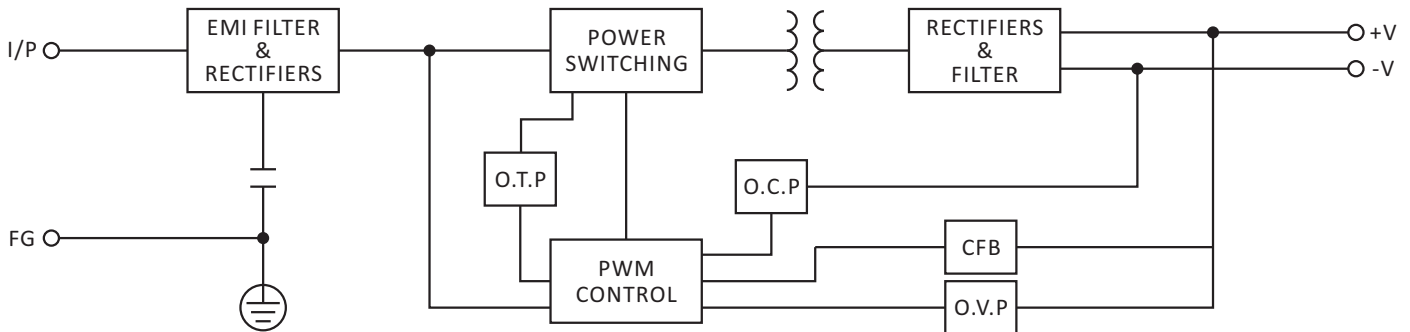 I/P
EMI FILTER
&
RECTIFIERS
POWER
SWITCHING
RECTIFIERS
&
FILTER
+V
-V
O.T.P
O.C.P
FG
PWM
CONTROL
CFB
O.V.P